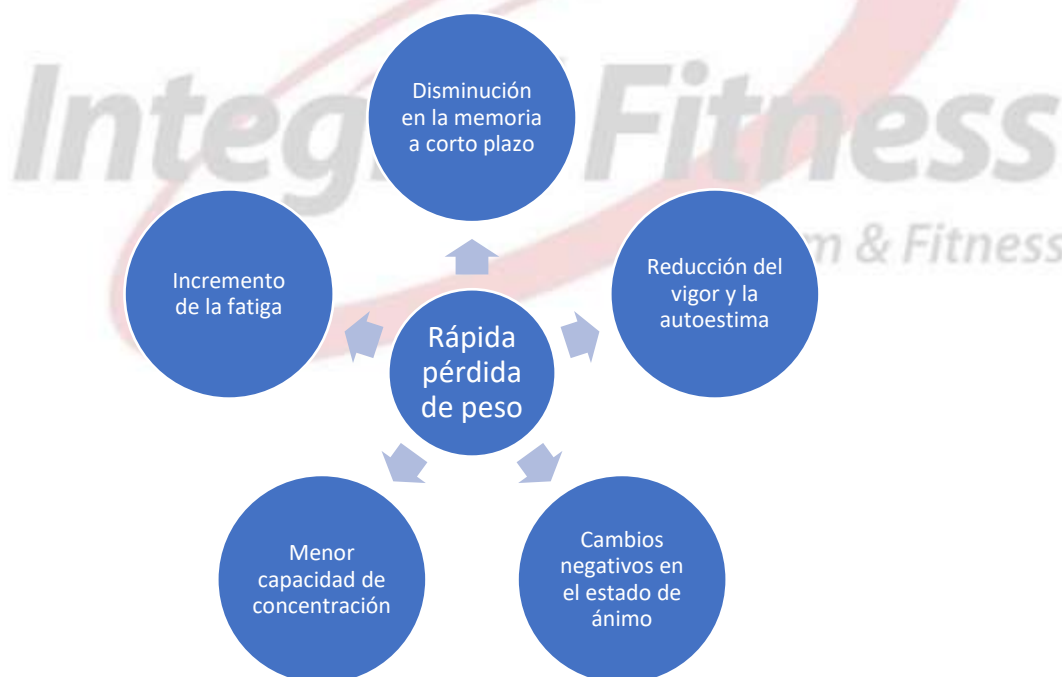 Integr Fitness
m & Fitness
Disminución
en la memoria
a corto plazo
Reducción del
vigor y la
autoestima
Cambios
negativos en
el estado de
ánimo
Menor
capacidad de
concentración
Incremento
de la fatiga
Rápida
pérdida
de peso